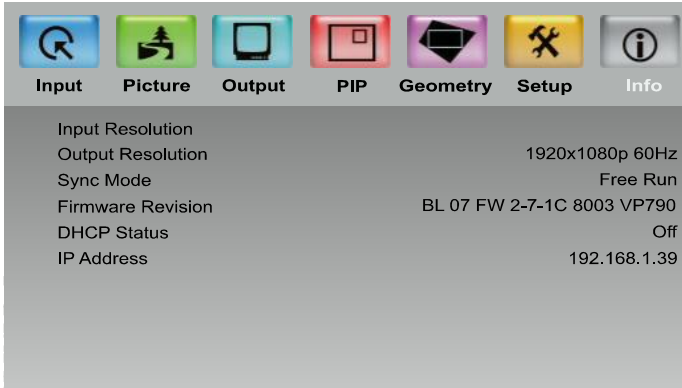 Input Picture Output PIP Geometry Setup Info
Input Resolution
Output Resolution 1920x1080p 60Hz
Sync Mode Free Run
Firmware Revision BL 07 FW 2-7-1C 8003 VP790
DHCP Status Off
IP Address 192.168.1.39